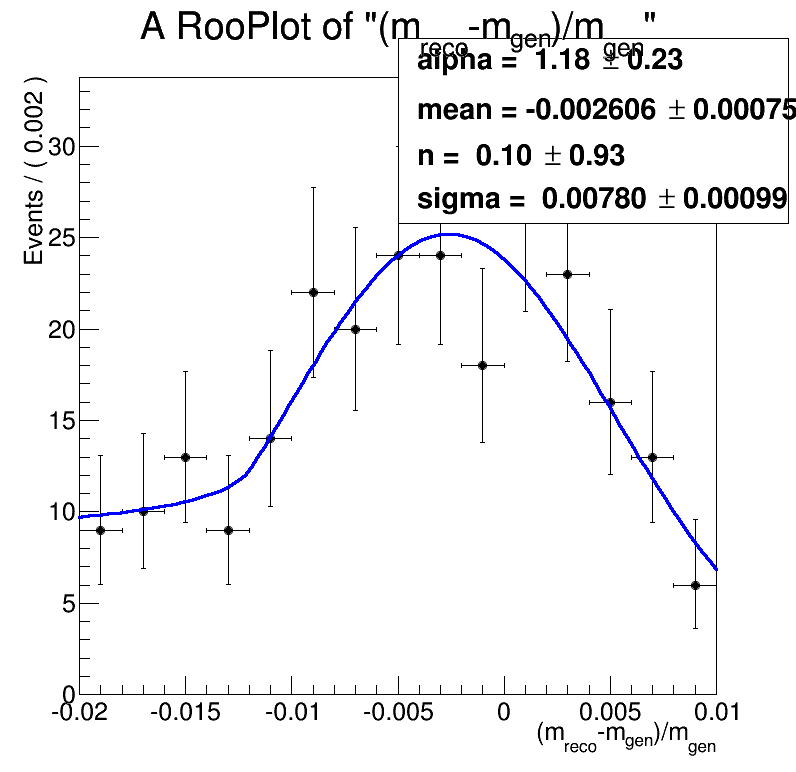 A RooPlot of "(m_reco-m_gen)/m_gen"
alpha = 1.18 ± 0.23
mean = -0.002606 ± 0.00075
n = 0.10 ± 0.93
sigma = 0.00780 ± 0.00099
Events / ( 0.002 )
30
25
20
15
10
5
0
-0.02 -0.015 -0.01 -0.005 0 0.005 0.01
(m_reco-m_gen)/m_gen